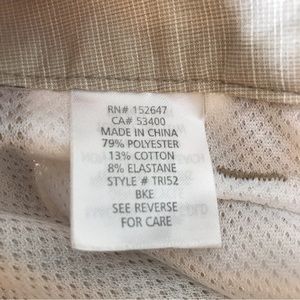 RN# 152647
CA# 53400
MADE IN CHINA
79% POLYESTER
13% COTTON
8% ELASTANE
STYLE # TRI52
BKE
SEE REVERSE
FOR CARE